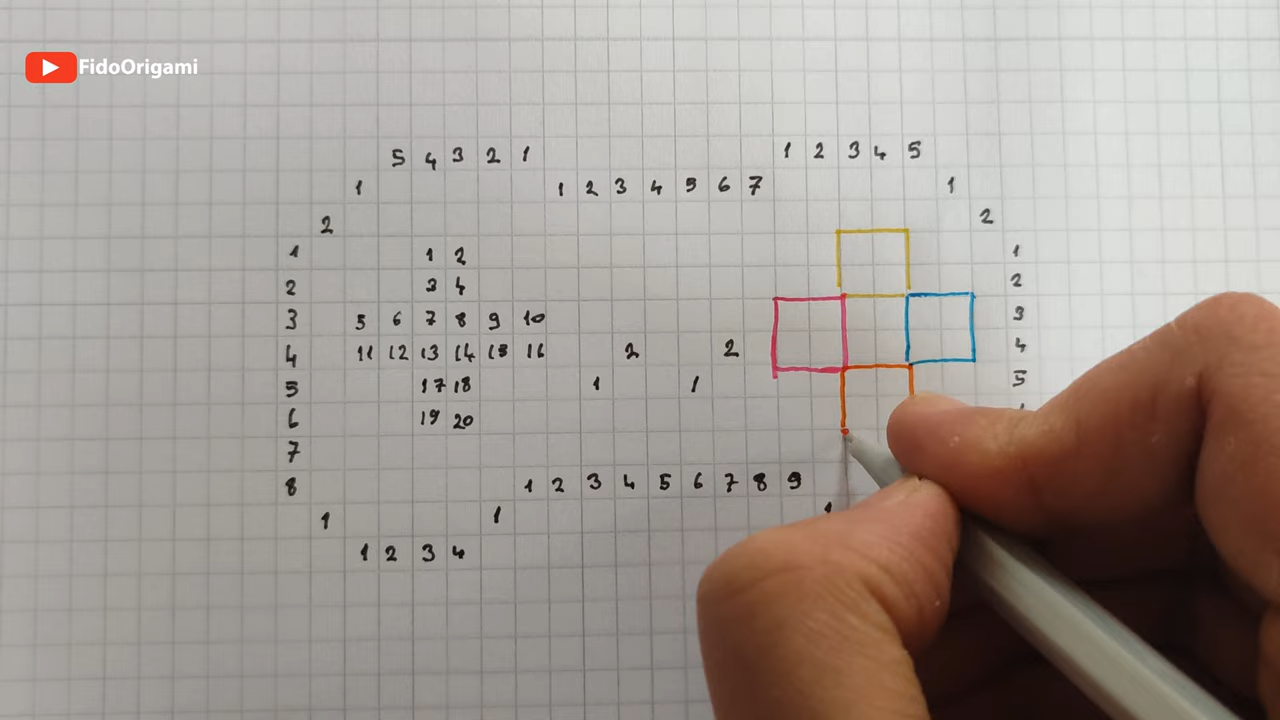 FidoOrigami
5 4 3 2 1 1 2 3 4 5
1 1 2 3 4 5 6 7 1
2 2
1 1 2 1
2 3 4 2
3 5 6 7 8 9 10 3
4 11 12 13 14 15 16 2 2 4
5 17 18 1 1 5
6 19 20
7
8 1 2 3 4 5 6 7 8 9
1 1 1
1 2 3 4